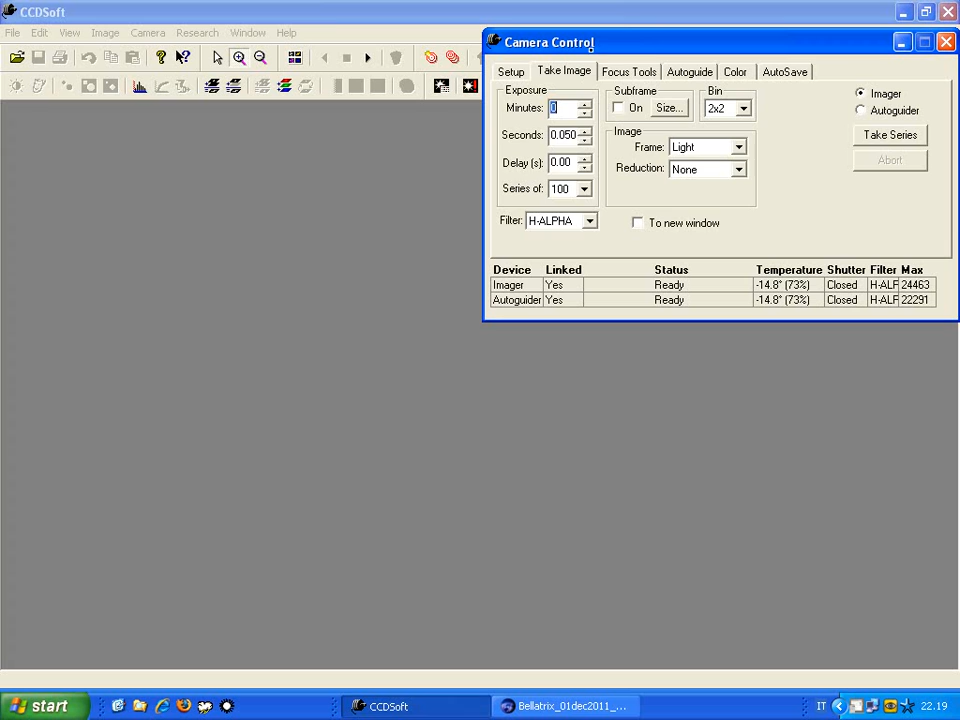 CCDSoft
File Edit View Image Camera Research Window Help
Camera Control
Setup Take Image Focus Tools Autoguide Color AutoSave
Exposure
Minutes: 0
Seconds: 0.050
Delay (s): 0.00
Series of: 100
Filter: H-ALPHA
Subframe
On Size...
Bin
2x2
Image
Frame: Light
Reduction: None
To new window
Imager
Autoguider
Take Series
Abort
Device Linked Status Temperature Shutter Filter Max
Imager Yes Ready -14.8° (73%) Closed H-ALF 24463
Autoguider Yes Ready -14.8° (73%) Closed H-ALF 22291
start CCDSoft Bellatrix_01dec2011_... IT 22.19